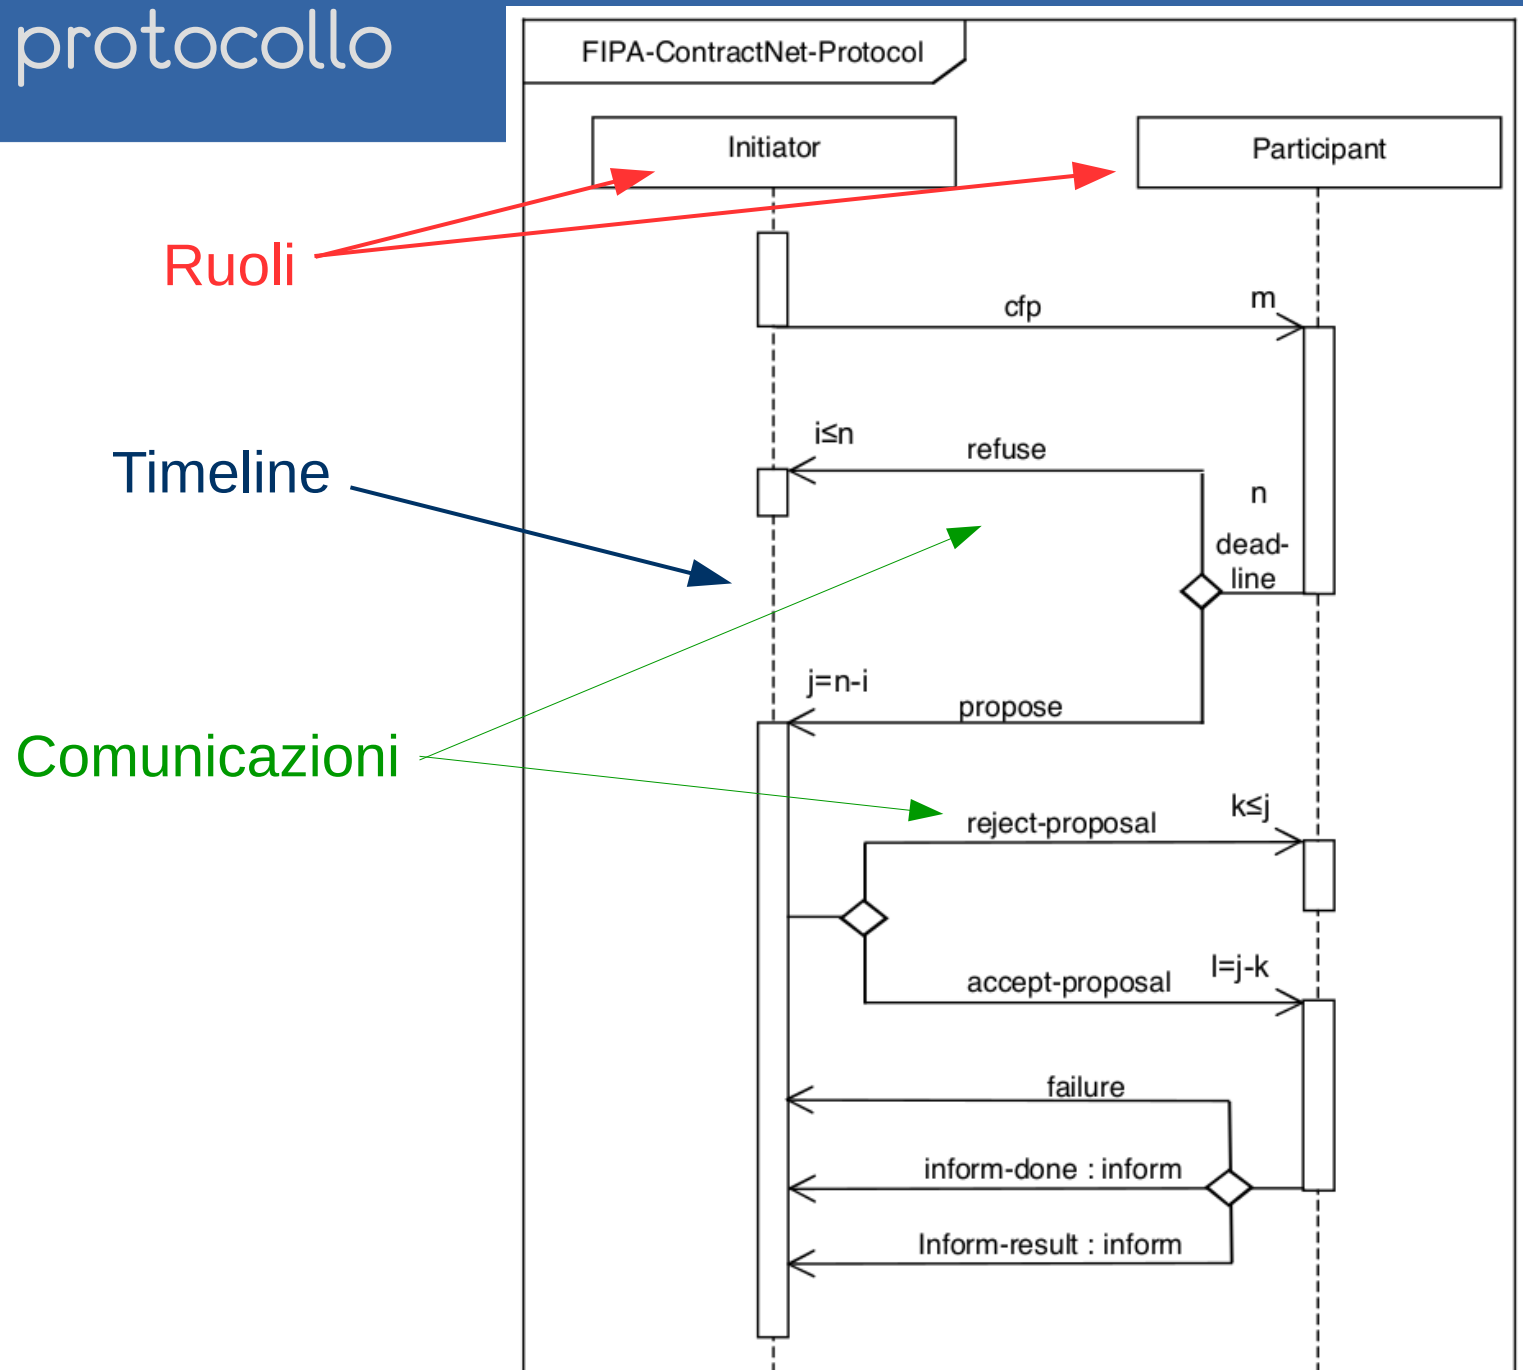 protocollo
FIPA-ContractNet-Protocol
Initiator
Participant
Ruoli
cfp
m
i≤n
refuse
Timeline
n
dead-
line
j=n-i
propose
Comunicazioni
reject-proposal
k≤j
accept-proposal
l=j-k
failure
inform-done : inform
Inform-result : inform